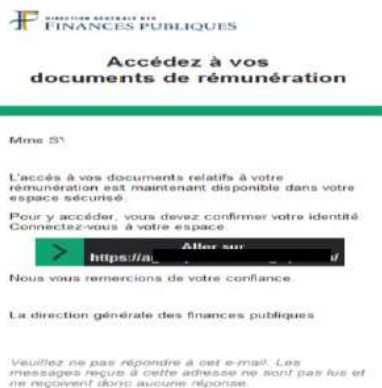 DIRECTION GÉNÉRALE DES
FINANCES PUBLIQUES
Accédez à vos
documents de rémunération
Mme S
L'accès à vos documents relatifs à votre
rémunération est maintenant disponible dans votre
espace sécurisé.
Pour y accéder, vous devez confirmer votre identité.
Connectez-vous à votre espace.
> Aller sur
https://a
Nous vous remercions de votre confiance.
La direction générale des finances publiques
Veuillez ne pas répondre à cet e-mail. Les
messages reçus à cette adresse ne sont pas lus et
ne reçoivent donc aucune réponse.